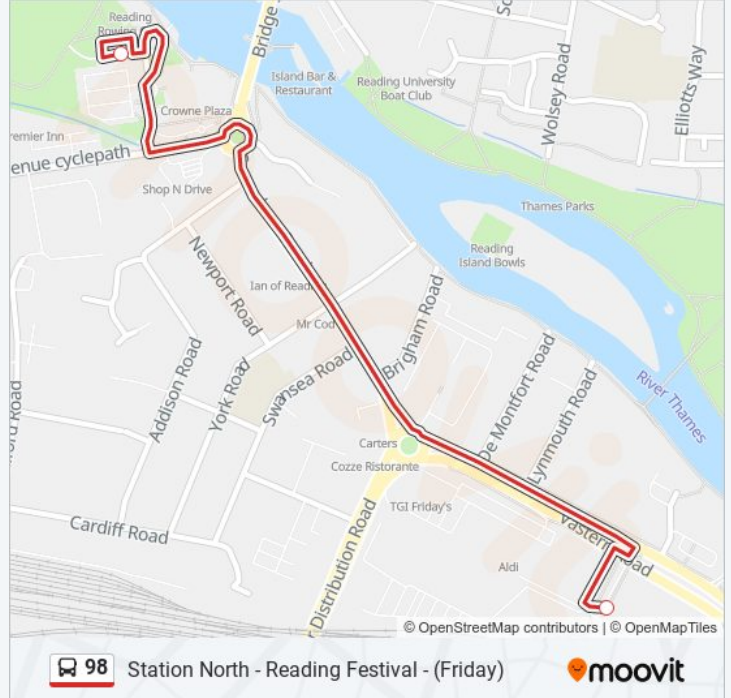 Reading
Rowing
Bridge
Island Bar &
Restaurant
Reading University
Boat Club
Wolsey Road
Elliotts Way
Crowne Plaza
enue cyclepath
Shop N Drive
Thames Parks
Reading
Island Bowls
Newport Road
Ian of Readi
Mr Cod
Brigham Road
Swansea Road
York Road
Addison Road
De Montfort Road
Lynmouth Road
River Thames
Carters
Cozze Ristorante
TGI Friday's
Vastern Road
Cardiff Road
Distribution Road
Aldi
© OpenStreetMap contributors | © OpenMapTiles
98 Station North - Reading Festival - (Friday) moovit